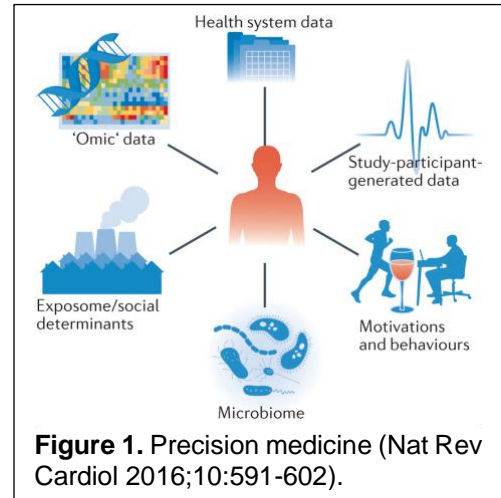 Health system data
'Omic' data
Study-participant-
generated data
Exposome/social
determinants
Motivations
and behaviours
Microbiome
Figure 1. Precision medicine (Nat Rev
Cardiol 2016;10:591-602).